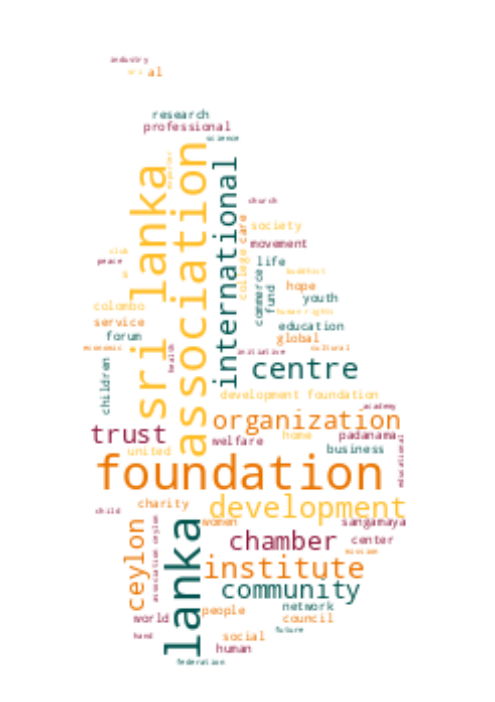 industry
sri al
research
professional
science
sri lanka
association
international
church
college care
society
movement
club
peace
life
buddhist
commerce
fund
hope
youth
colombo
human rights
service
education
forum
global
economic
health
initiative
cultural
children
centre
development foundation
academy
organization
trust
welfare
home
padanama
united
business
educational
foundation
charity
development
child
women
sangamaya
ceylon
association ceylon
lanka
chamber
center
mission
institute
community
people
network
world
council
hand
social
future
human
federation